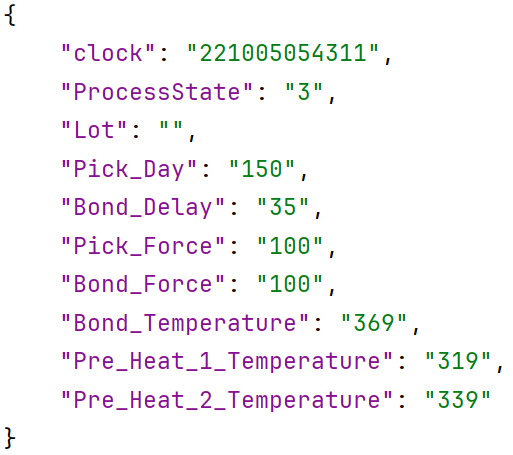 {
    "clock": "221005054311",
    "ProcessState": "3",
    "Lot": "",
    "Pick_Day": "150",
    "Bond_Delay": "35",
    "Pick_Force": "100",
    "Bond_Force": "100",
    "Bond_Temperature": "369",
    "Pre_Heat_1_Temperature": "319",
    "Pre_Heat_2_Temperature": "339"
}